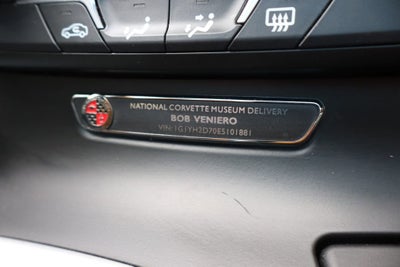 NATIONAL CORVETTE MUSEUM DELIVERY
BOB VENIERO
VIN:1G1YH2D70E5101881